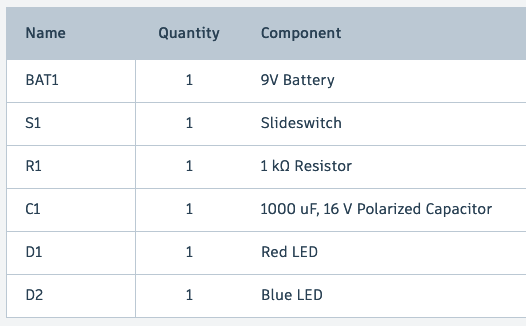 Name Quantity Component
BAT1 1 9V Battery
S1 1 Slideswitch
R1 1 1 kΩ Resistor
C1 1 1000 uF, 16 V Polarized Capacitor
D1 1 Red LED
D2 1 Blue LED